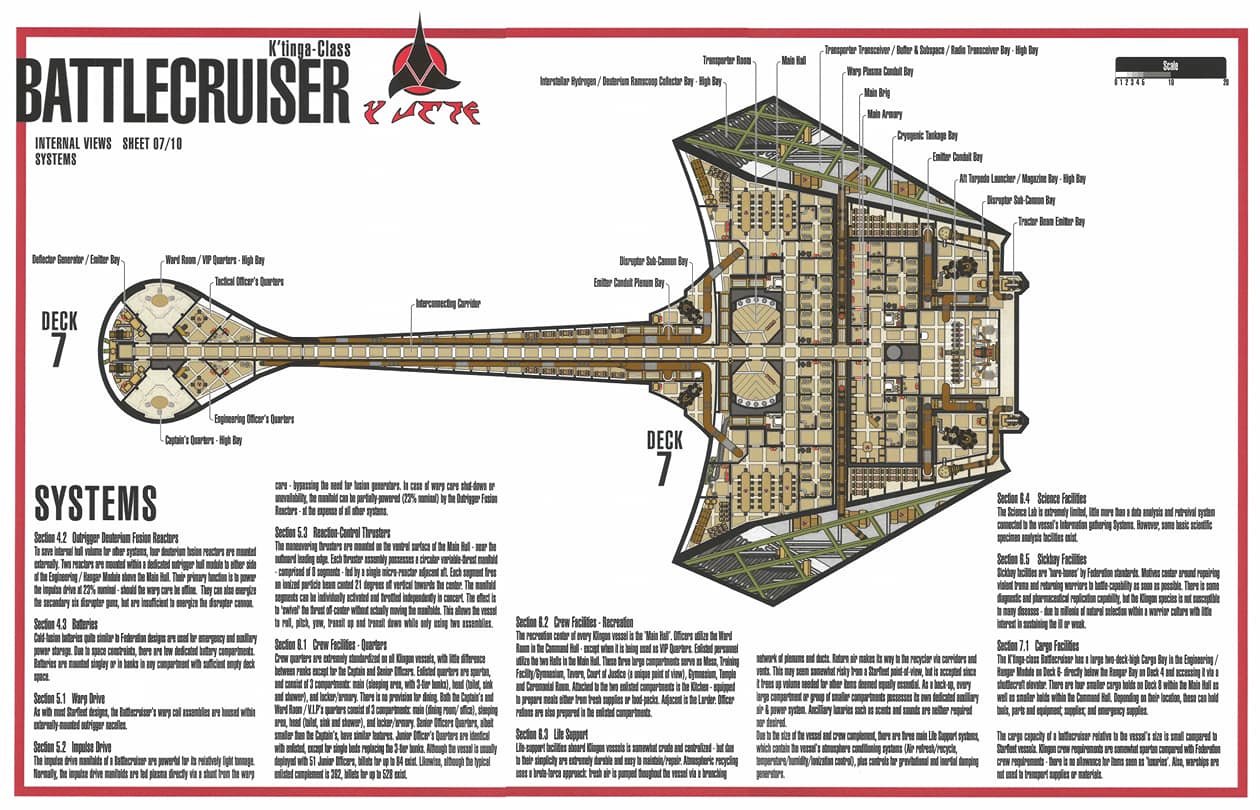 K'tinga-Class
BATTLECRUISER
INTERNAL VIEWS SHEET 07/10
SYSTEMS
Scale
0 1 2 3 4 5 10 20
Transporter Transceiver / Buffer & Subspace / Radio Transceiver Bay - High Bay
Transporter Room
Main Hall
Warp Plasma Conduit Bay
Interstellar Hydrogen / Deuterium Ramscoop Collector Bay - High Bay
Main Brig
Main Armory
Cryogenic Tankage Bay
Emitter Conduit Bay
Aft Torpedo Launcher / Magazine Bay - High Bay
Disruptor Sub-Cannon Bay
Tractor Beam Emitter Bay
Deflector Generator / Emitter Bay
Ward Room / VIP Quarters - High Bay
Tactical Officer's Quarters
Disruptor Sub-Cannon Bay
Emitter Conduit Plenum Bay
Interconnecting Corridor
DECK
7
Engineering Officer's Quarters
Captain's Quarters - High Bay
DECK
7
SYSTEMS
Section 4.2 Outrigger Deuterium Fusion Reactors
To save internal hull volume for other systems, four deuterium fusion reactors are mounted
externally. Two reactors are mounted within a dedicated outrigger hull module to either side
of the Engineering / Hangar Module above the Main Hull. Their primary function is to power
the impulse drive at 23% nominal - should the warp core be offline. They can also energize
the secondary six disruptor guns, but are insufficient to energize the disruptor cannon.
Section 4.3 Batteries
Cold-fusion batteries quite similar to Federation designs are used for emergency and auxiliary
power storage. Due to space constraints, there are few dedicated battery compartments.
Batteries are mounted singley or in banks in any compartment with sufficient empty deck
space.
Section 5.1 Warp Drive
As with most Starfleet designs, the Battlecruiser's warp coil assemblies are housed within
externally-mounted outrigger nacelles.
Section 5.2 Impulse Drive
The impulse drive manifolds of a Battlecruiser are powerful for its relatively light tonnage.
Normally, the impulse drive manifolds are fed plasma directly via a shunt from the warp
core - bypassing the need for fusion generators. In case of warp core shut-down or
unavailability, the manifold can be partially-powered (23% nominal) by the Outrigger Fusion
Reactors - at the expense of all other systems.
Section 5.3 Reaction-Control Thrusters
The maneuvering thrusters are mounted on the ventral surface of the Main Hull - near the
outboard leading edge. Each thruster assembly possesses a circular variable-thrust manifold
- comprised of 8 segments - fed by a single micro-reactor adjacent aft. Each segment fires
an ionized particle beam canted 21 degrees off vertical towards the center. The manifold
segments can be individually activated and throttled independently in concert. The effect is
to 'swivel' the thrust off-center without actually moving the manifolds. This allows the vessel
to roll, pitch, yaw, transit up and transit down while only using two assemblies.
Section 6.1 Crew Facilities - Quarters
Crew quarters are extremely standardized on all Klingon vessels, with little difference
between ranks except for the Captain and Senior Officers. Enlisted quarters are spartan,
and consist of 3 compartments: main (sleeping area, with 3-tier bunks), head (toilet, sink
and shower), and locker/armory. There is no provision for dining. Both the Captain's and
Ward Room / V.I.P's quarters consist of 3 compartments: main (dining room/ office), sleeping
area, head (toilet, sink and shower), and locker/armory. Senior Officers Quarters, albeit
smaller than the Captain's, have similar features. Junior Officer's Quarters are identical
with enlisted, except for single beds replacing the 3-tier bunks. Although the vessel is usually
deployed with 51 Junior Officers, billets for up to 84 exist. Likewise, although the typical
enlisted complement is 382, billets for up to 528 exist.
Section 6.2 Crew Facilities - Recreation
The recreation center of every Klingon vessel is the 'Main Hall'. Officers utilize the Ward
Room in the Command Hull - except when it is being used as VIP Quarters. Enlisted personnel
utilize the two Halls in the Main Hull. These three large compartments serve as Mess, Training
Facility/Gymnasium, Tavern, Court of Justice (a unique point of view), Gymnasium, Temple
and Ceremonial Room. Attached to the two enlisted compartments is the Kitchen - equipped
to prepare meals either from fresh supplies or food-packs. Adjacent is the Larder. Officer
rations are also prepared in the enlisted compartments.
Section 6.3 Life Support
Life-support facilities aboard Klingon vessels is somewhat crude and centralized - but due
to their simplicity are extremely durable and easy to maintain/repair. Atmospheric recycling
uses a brute-force approach: fresh air is pumped thoughout the vessel via a branching
network of plenums and ducts. Return air makes its way to the recycler via corridors and
vents. This may seem somewhat risky from a Starfleet point-of-view, but is accepted since
it frees up volume needed for other items deemed equally essential. As a back-up, every
large compartment or group of smaller compartments possesses its own dedicated auxiliary
air & power system. Ancilliary luxuries such as scents and sounds are neither required
nor desired.
Due to the size of the vessel and crew complement, there are three main Life Support systems,
which contain the vessel's atmosphere conditioning systems (Air refresh/recycle,
temperature/humidity/ionization control), plus controls for gravitational and inertial dumping
generators.
Section 6.4 Science Facilities
The Science Lab is extremely limited, little more than a data analysis and retreival system
connected to the vessel's Information gathering Systems. However, some basic scientific
specimen analysis facilities exist.
Section 6.5 Sickbay Facilities
Sickbay facilities are 'bare-bones' by Federation standards. Motives center around repairing
violent trama and returning warriors to battle-capability as soon as possible. There is some
diagnostic and pharmaceutical replication capability, but the Klingon species is not susceptible
to many diseases - due to millenia of natural selection within a warrior culture with little
interest in sustaining the ill or weak.
Section 7.1 Cargo Facilities
The K'tinga-class Battlecruiser has a large two-deck-high Cargo Bay in the Engineering /
Hangar Module on Deck 6- directly below the Hangar Bay on Deck 4 and accessing it via a
shuttlecraft elevator. There are four smaller cargo holds on Deck 8 within the Main Hull as
well as smaller holds within the Command Hull. Depending on their location, these can hold
tools, parts and equipment; supplies; and emergency supplies.
The cargo capacity of a battlecruiser relative to the vessel's size is small compared to
Starfleet vessels. Klingon crew requirements are somewhat spartan compared with Federation
crew requirements - there is no allowance for items seen as 'luxuries'. Also, warships are
not used to transport supplies or materials.